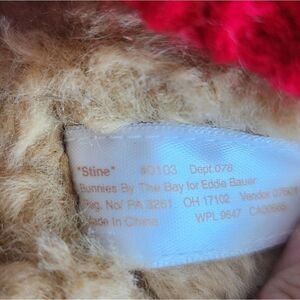 "Stine" #0103 Dept.078
Bunnies By The Bay for Eddie Bauer
Reg. No/ PA 3251 OH 17102 Vendor
Made in China WPL 9647